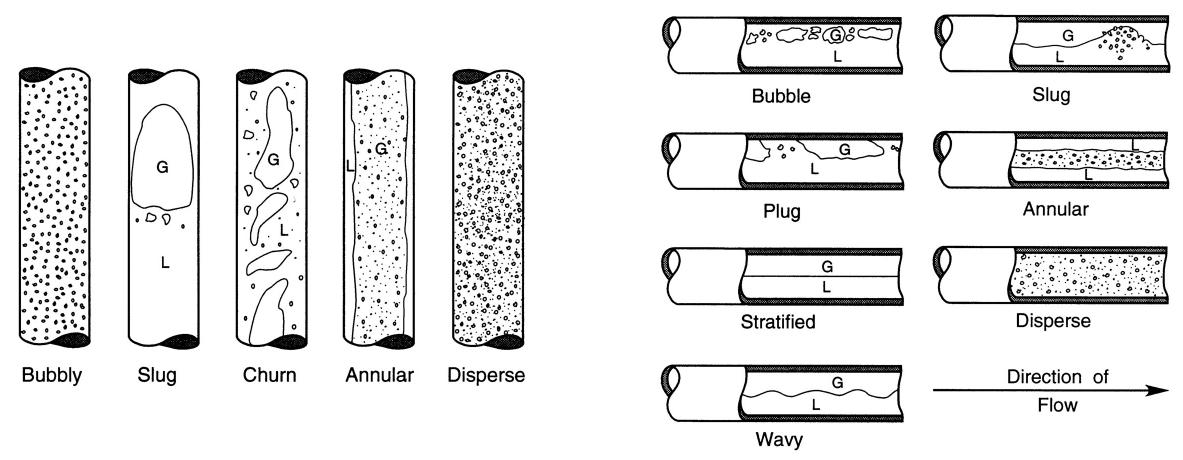 G
L
Bubbly
Slug
G
L
Churn
L
G
Annular
Disperse
G
L
Bubble
G
L
Slug
G
L
Plug
L
L
Annular
G
L
Stratified
Disperse
G
L
Wavy
Direction of
Flow